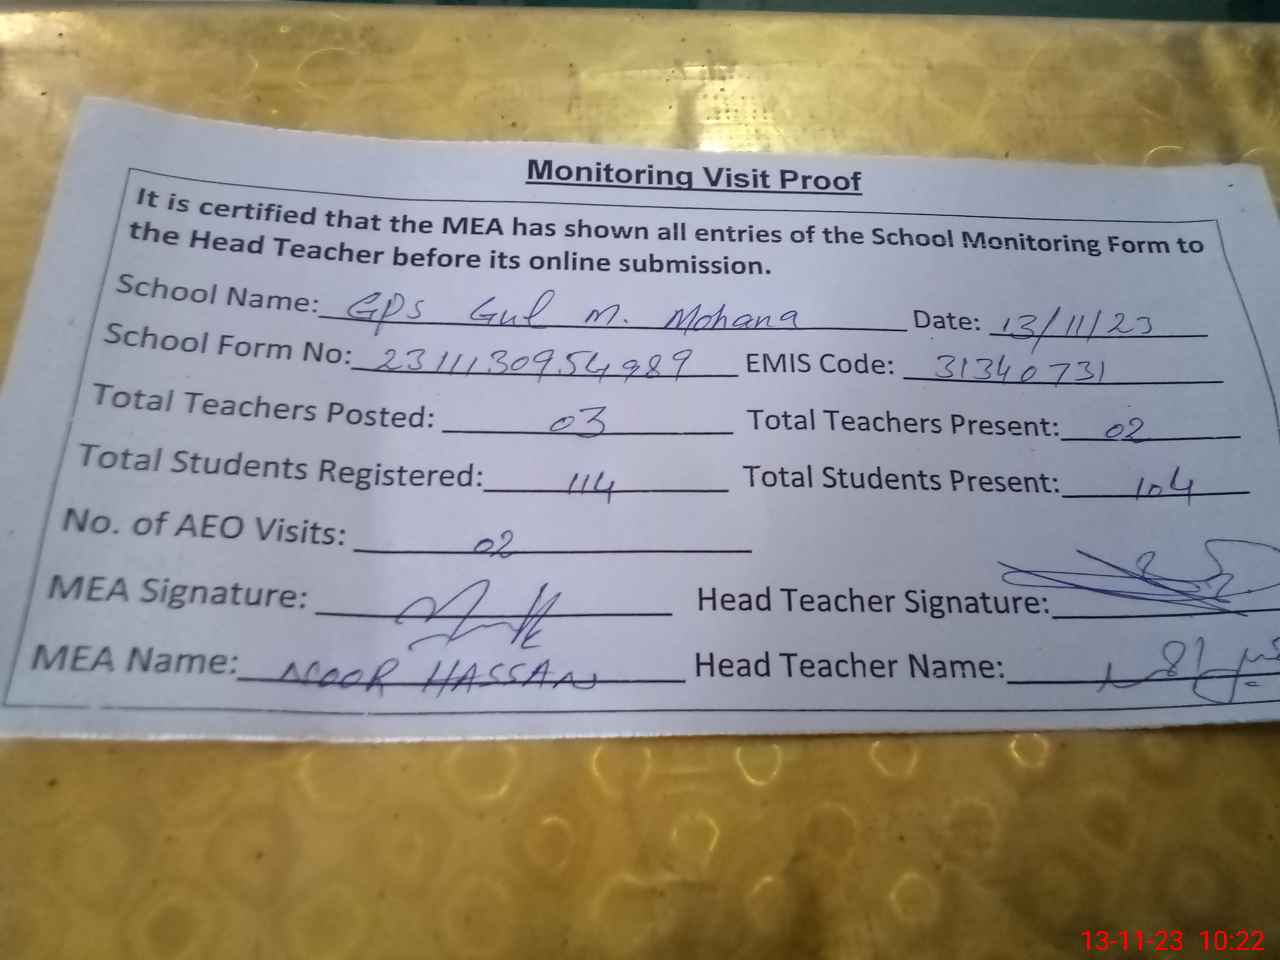 Monitoring Visit Proof
It is certified that the MEA has shown all entries of the School Monitoring Form to
the Head Teacher before its online submission.
School Name: GPS Gul M. Mohana Date: 13/11/23
School Form No: 2311130954989 EMIS Code: 31340731
Total Teachers Posted: 03 Total Teachers Present: 02
Total Students Registered: 114 Total Students Present: 104
No. of AEO Visits: 02
MEA Signature: Head Teacher Signature:
MEA Name: NOOR HASSAN Head Teacher Name:
13-11-23 10:22